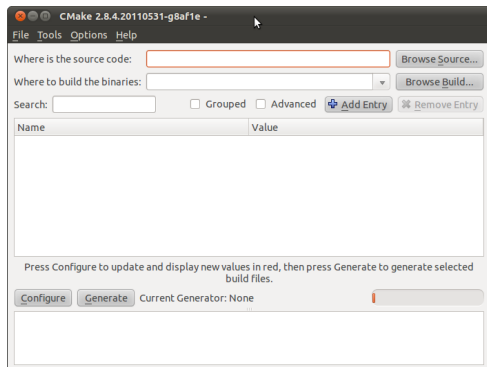 CMake 2.8.4.20110531-g8af1e -
File Tools Options Help
Where is the source code: Browse Source...
Where to build the binaries: Browse Build...
Search: Grouped Advanced Add Entry Remove Entry
Name Value
Press Configure to update and display new values in red, then press Generate to generate selected
build files.
Configure Generate Current Generator: None